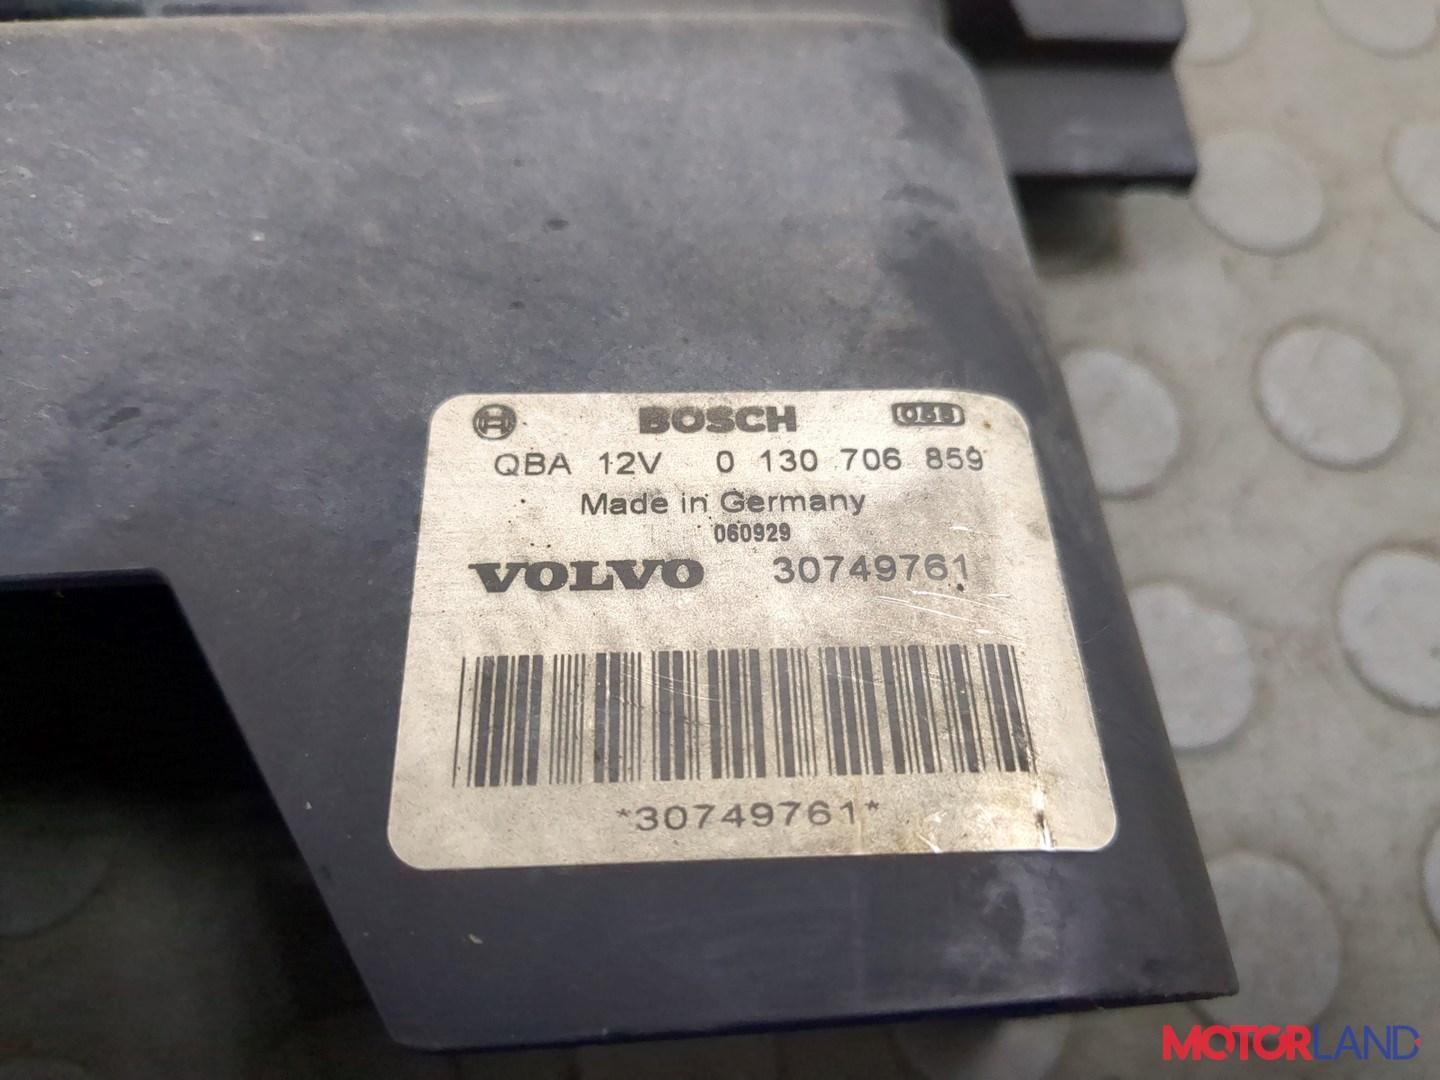 BOSCH
QBA 12V 0 130 706 859
Made in Germany
060929
VOLVO 30749761
*30749761*
MOTORLAND